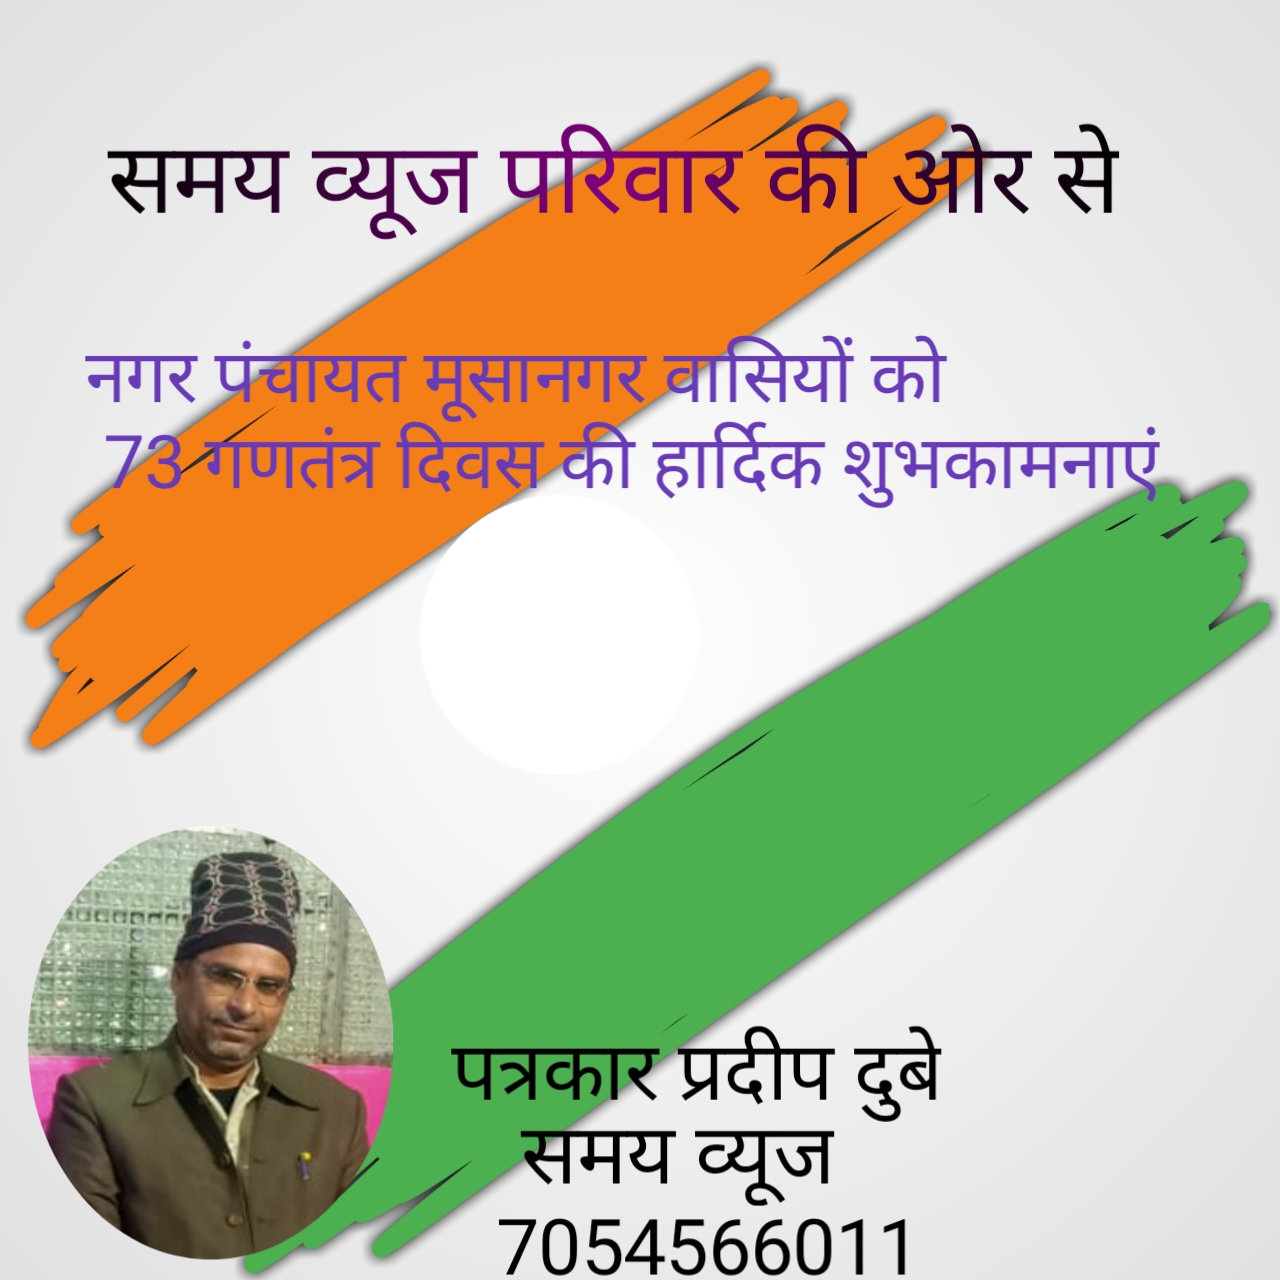 समय व्यूज परिवार की ओर से
नगर पंचायत मूसानगर वासियों को
73 गणतंत्र दिवस की हार्दिक शुभकामनाएं
पत्रकार प्रदीप दुबे
समय व्यूज
7054566011